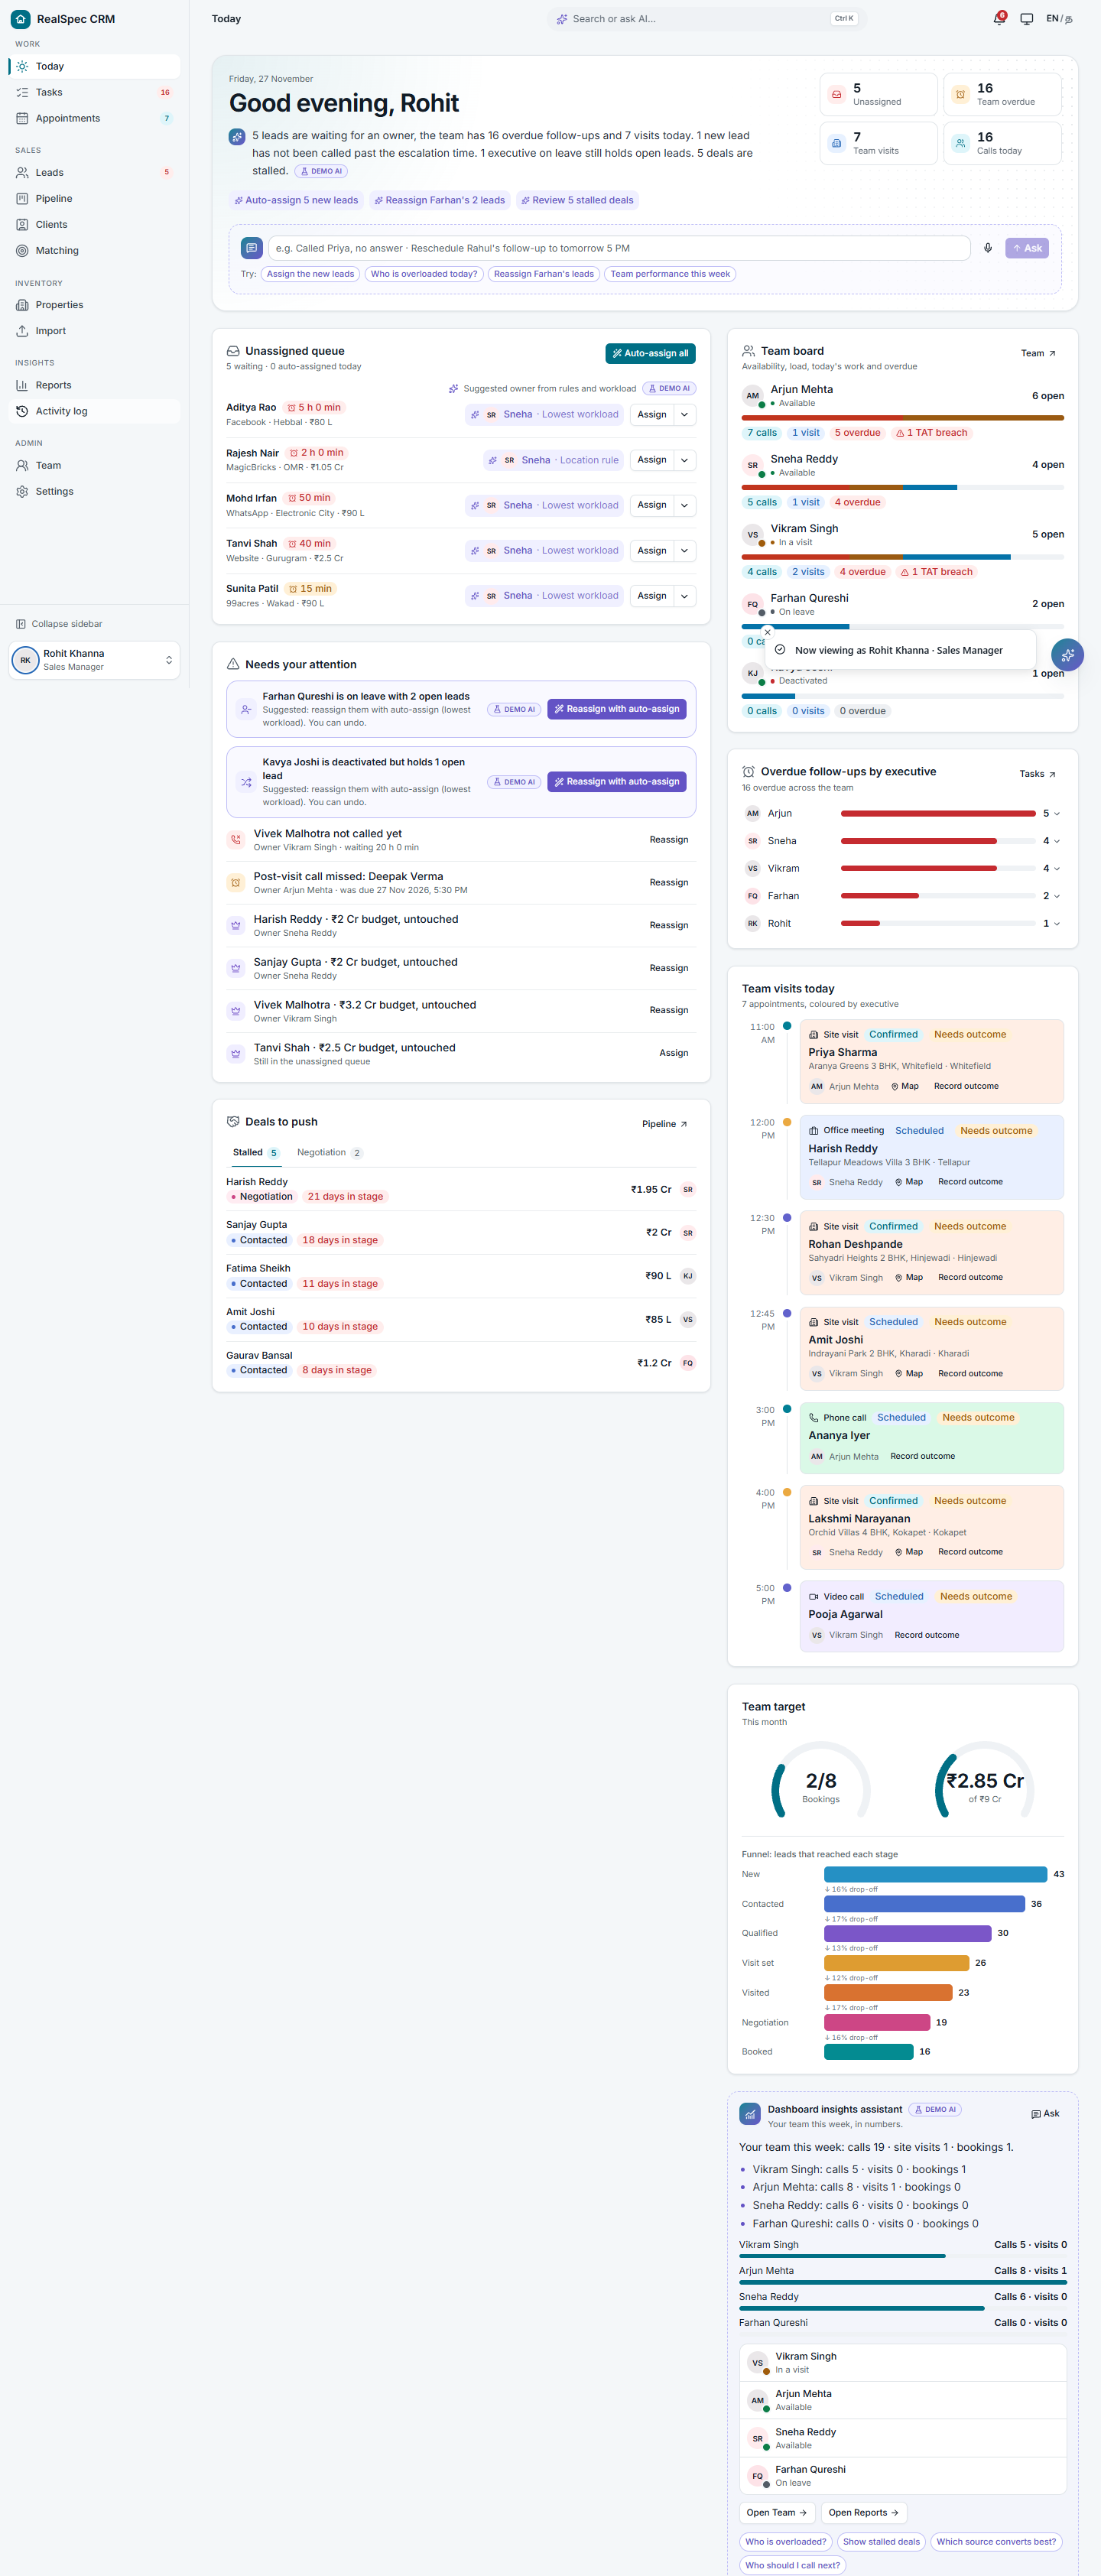 RealSpec CRM
WORK
Today
Tasks 16
Appointments 7
SALES
Leads 5
Pipeline
Clients
Matching
INVENTORY
Properties
Import
INSIGHTS
Reports
Activity log
ADMIN
Team
Settings
Collapse sidebar
RK Rohit Khanna
Sales Manager
Today
Search or ask AI... Ctrl K
6
EN / த
Friday, 27 November
Good evening, Rohit
5 leads are waiting for an owner, the team has 16 overdue follow-ups and 7 visits today. 1 new lead
has not been called past the escalation time. 1 executive on leave still holds open leads. 5 deals are
stalled. DEMO AI
Auto-assign 5 new leads Reassign Farhan's 2 leads Review 5 stalled deals
5 Unassigned
16 Team overdue
7 Team visits
16 Calls today
e.g. Called Priya, no answer · Reschedule Rahul's follow-up to tomorrow 5 PM Ask
Try: Assign the new leads Who is overloaded today? Reassign Farhan's leads Team performance this week
Unassigned queue Auto-assign all
5 waiting · 0 auto-assigned today
Suggested owner from rules and workload DEMO AI
Aditya Rao 5 h 0 min
Facebook · Hebbal · ₹80 L
SR Sneha · Lowest workload Assign
Rajesh Nair 2 h 0 min
MagicBricks · OMR · ₹1.05 Cr
SR Sneha · Location rule Assign
Mohd Irfan 50 min
WhatsApp · Electronic City · ₹90 L
SR Sneha · Lowest workload Assign
Tanvi Shah 40 min
Website · Gurugram · ₹2.5 Cr
SR Sneha · Lowest workload Assign
Sunita Patil 15 min
99acres · Wakad · ₹90 L
SR Sneha · Lowest workload Assign
Needs your attention
Farhan Qureshi is on leave with 2 open leads
Suggested: reassign them with auto-assign (lowest
workload). You can undo.
DEMO AI Reassign with auto-assign
Kavya Joshi is deactivated but holds 1 open
lead
Suggested: reassign them with auto-assign (lowest
workload). You can undo.
DEMO AI Reassign with auto-assign
Vivek Malhotra not called yet
Owner Vikram Singh · waiting 20 h 0 min
Reassign
Post-visit call missed: Deepak Verma
Owner Arjun Mehta · was due 27 Nov 2026, 5:30 PM
Reassign
Harish Reddy · ₹2 Cr budget, untouched
Owner Sneha Reddy
Reassign
Sanjay Gupta · ₹2 Cr budget, untouched
Owner Sneha Reddy
Reassign
Vivek Malhotra · ₹3.2 Cr budget, untouched
Owner Vikram Singh
Reassign
Tanvi Shah · ₹2.5 Cr budget, untouched
Still in the unassigned queue
Assign
Deals to push Pipeline
Stalled 5 Negotiation 2
Harish Reddy
Negotiation 21 days in stage
₹1.95 Cr SR
Sanjay Gupta
Contacted 18 days in stage
₹2 Cr SR
Fatima Sheikh
Contacted 11 days in stage
₹90 L KJ
Amit Joshi
Contacted 10 days in stage
₹85 L VS
Gaurav Bansal
Contacted 8 days in stage
₹1.2 Cr FQ
Team board Team
Availability, load, today's work and overdue
AM Arjun Mehta 6 open
Available
7 calls 1 visit 5 overdue 1 TAT breach
SR Sneha Reddy 4 open
Available
5 calls 1 visit 4 overdue
VS Vikram Singh 5 open
In a visit
4 calls 2 visits 4 overdue 1 TAT breach
FQ Farhan Qureshi 2 open
On leave
0 ca
Now viewing as Rohit Khanna · Sales Manager
KJ 1 open
Deactivated
0 calls 0 visits 0 overdue
Overdue follow-ups by executive Tasks
16 overdue across the team
AM Arjun 5
SR Sneha 4
VS Vikram 4
FQ Farhan 2
RK Rohit 1
Team visits today
7 appointments, coloured by executive
11:00
AM
Site visit Confirmed Needs outcome
Priya Sharma
Aranya Greens 3 BHK, Whitefield · Whitefield
AM Arjun Mehta Map Record outcome
12:00
PM
Office meeting Scheduled Needs outcome
Harish Reddy
Tellapur Meadows Villa 3 BHK · Tellapur
SR Sneha Reddy Map Record outcome
12:30
PM
Site visit Confirmed Needs outcome
Rohan Deshpande
Sahyadri Heights 2 BHK, Hinjewadi · Hinjewadi
VS Vikram Singh Map Record outcome
12:45
PM
Site visit Scheduled Needs outcome
Amit Joshi
Indrayani Park 2 BHK, Kharadi · Kharadi
VS Vikram Singh Map Record outcome
3:00
PM
Phone call Scheduled Needs outcome
Ananya Iyer
AM Arjun Mehta Record outcome
4:00
PM
Site visit Confirmed Needs outcome
Lakshmi Narayanan
Orchid Villas 4 BHK, Kokapet · Kokapet
SR Sneha Reddy Map Record outcome
5:00
PM
Video call Scheduled Needs outcome
Pooja Agarwal
VS Vikram Singh Record outcome
Team target
This month
2/8
Bookings
₹2.85 Cr
of ₹9 Cr
Funnel: leads that reached each stage
New 43
↓ 16% drop-off
Contacted 36
↓ 17% drop-off
Qualified 30
↓ 13% drop-off
Visit set 26
↓ 12% drop-off
Visited 23
↓ 17% drop-off
Negotiation 19
↓ 16% drop-off
Booked 16
Dashboard insights assistant DEMO AI Ask
Your team this week, in numbers.
Your team this week: calls 19 · site visits 1 · bookings 1.
• Vikram Singh: calls 5 · visits 0 · bookings 1
• Arjun Mehta: calls 8 · visits 1 · bookings 0
• Sneha Reddy: calls 6 · visits 0 · bookings 0
• Farhan Qureshi: calls 0 · visits 0 · bookings 0
Vikram Singh Calls 5 · visits 0
Arjun Mehta Calls 8 · visits 1
Sneha Reddy Calls 6 · visits 0
Farhan Qureshi Calls 0 · visits 0
VS Vikram Singh
In a visit
AM Arjun Mehta
Available
SR Sneha Reddy
Available
FQ Farhan Qureshi
On leave
Open Team → Open Reports →
Who is overloaded? Show stalled deals Which source converts best?
Who should I call next?